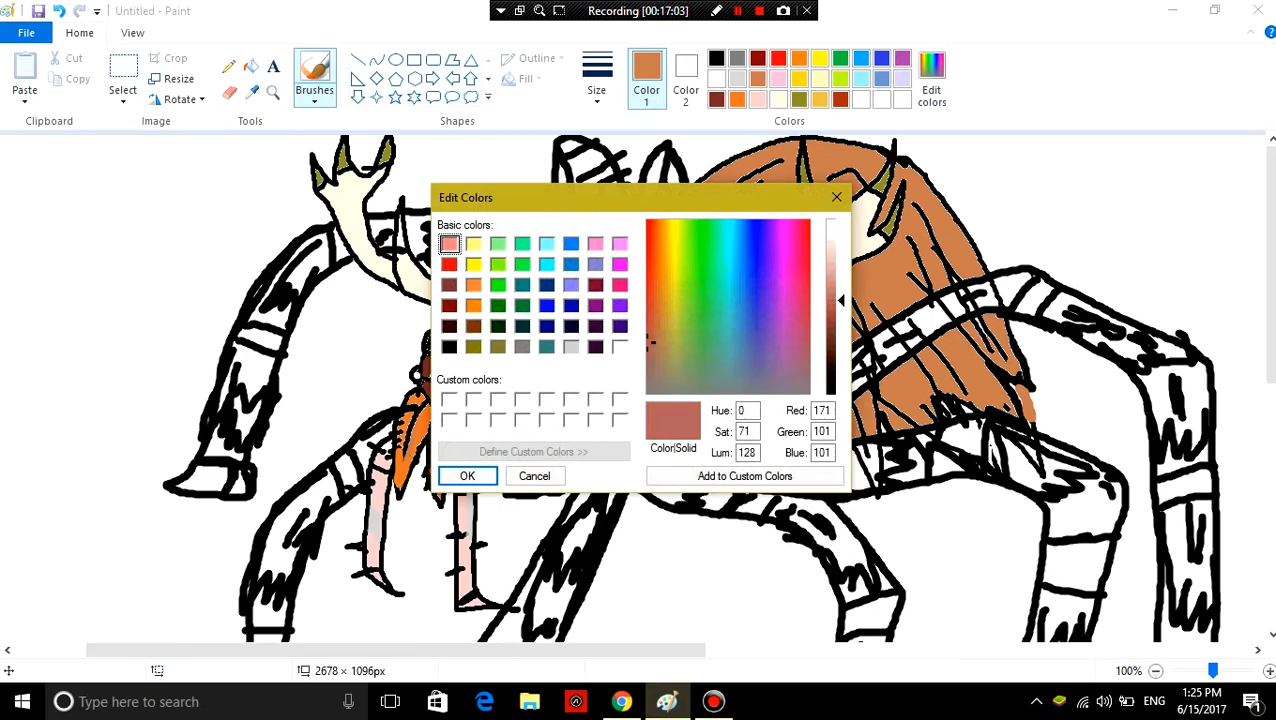 Untitled - Paint
Recording [00:17:03]
File
Home
View
Paste
Cut
Copy
Clipboard
Select
Crop
Resize
Rotate
Image
A
Tools
Brushes
Shapes
Outline
Fill
Size
Color 1
Color 2
Edit colors
Colors
Edit Colors
Basic colors:
Custom colors:
Define Custom Colors >>
OK
Cancel
Color|Solid
Hue: 0
Sat: 71
Lum: 128
Red: 171
Green: 101
Blue: 101
Add to Custom Colors
2678 × 1096px
100%
Type here to search
ENG
1:25 PM
6/15/2017
1